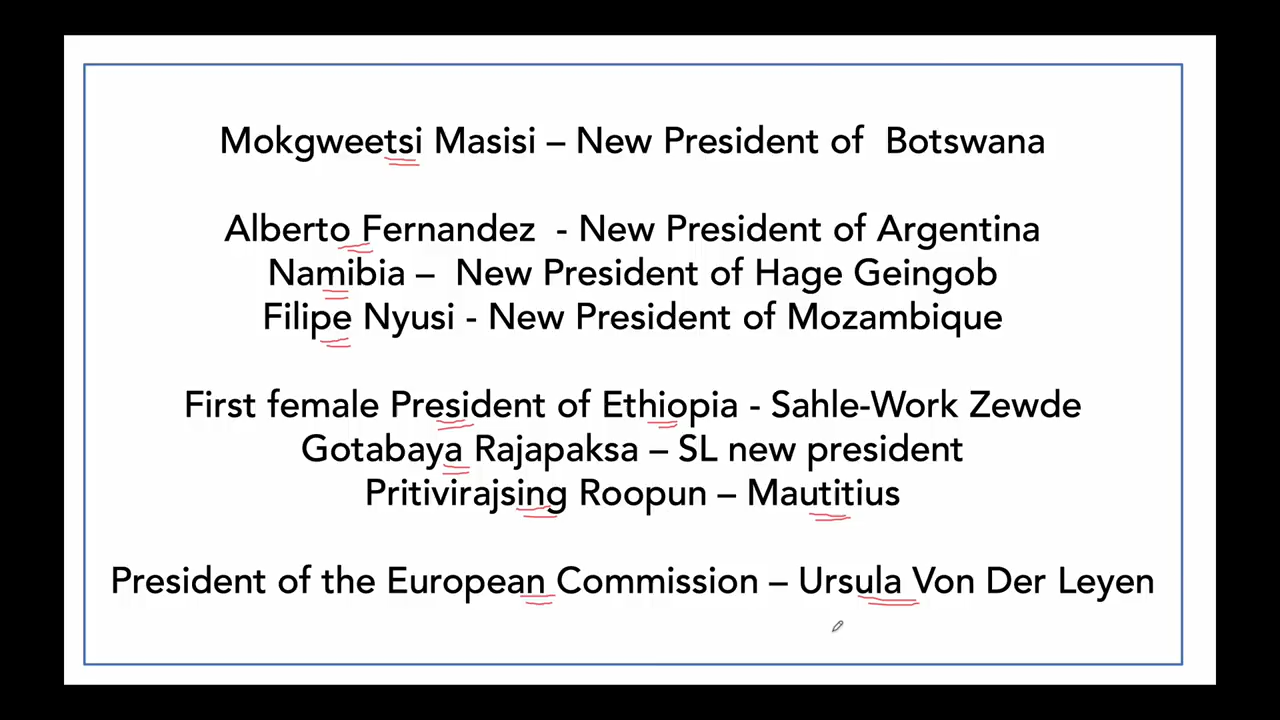 Mokgweetsi Masisi – New President of  Botswana
Alberto Fernandez  - New President of Argentina
Namibia –  New President of Hage Geingob
Filipe Nyusi - New President of Mozambique
First female President of Ethiopia - Sahle-Work Zewde
Gotabaya Rajapaksa – SL new president
Pritivirajsing Roopun – Mautitius
President of the European Commission – Ursula Von Der Leyen